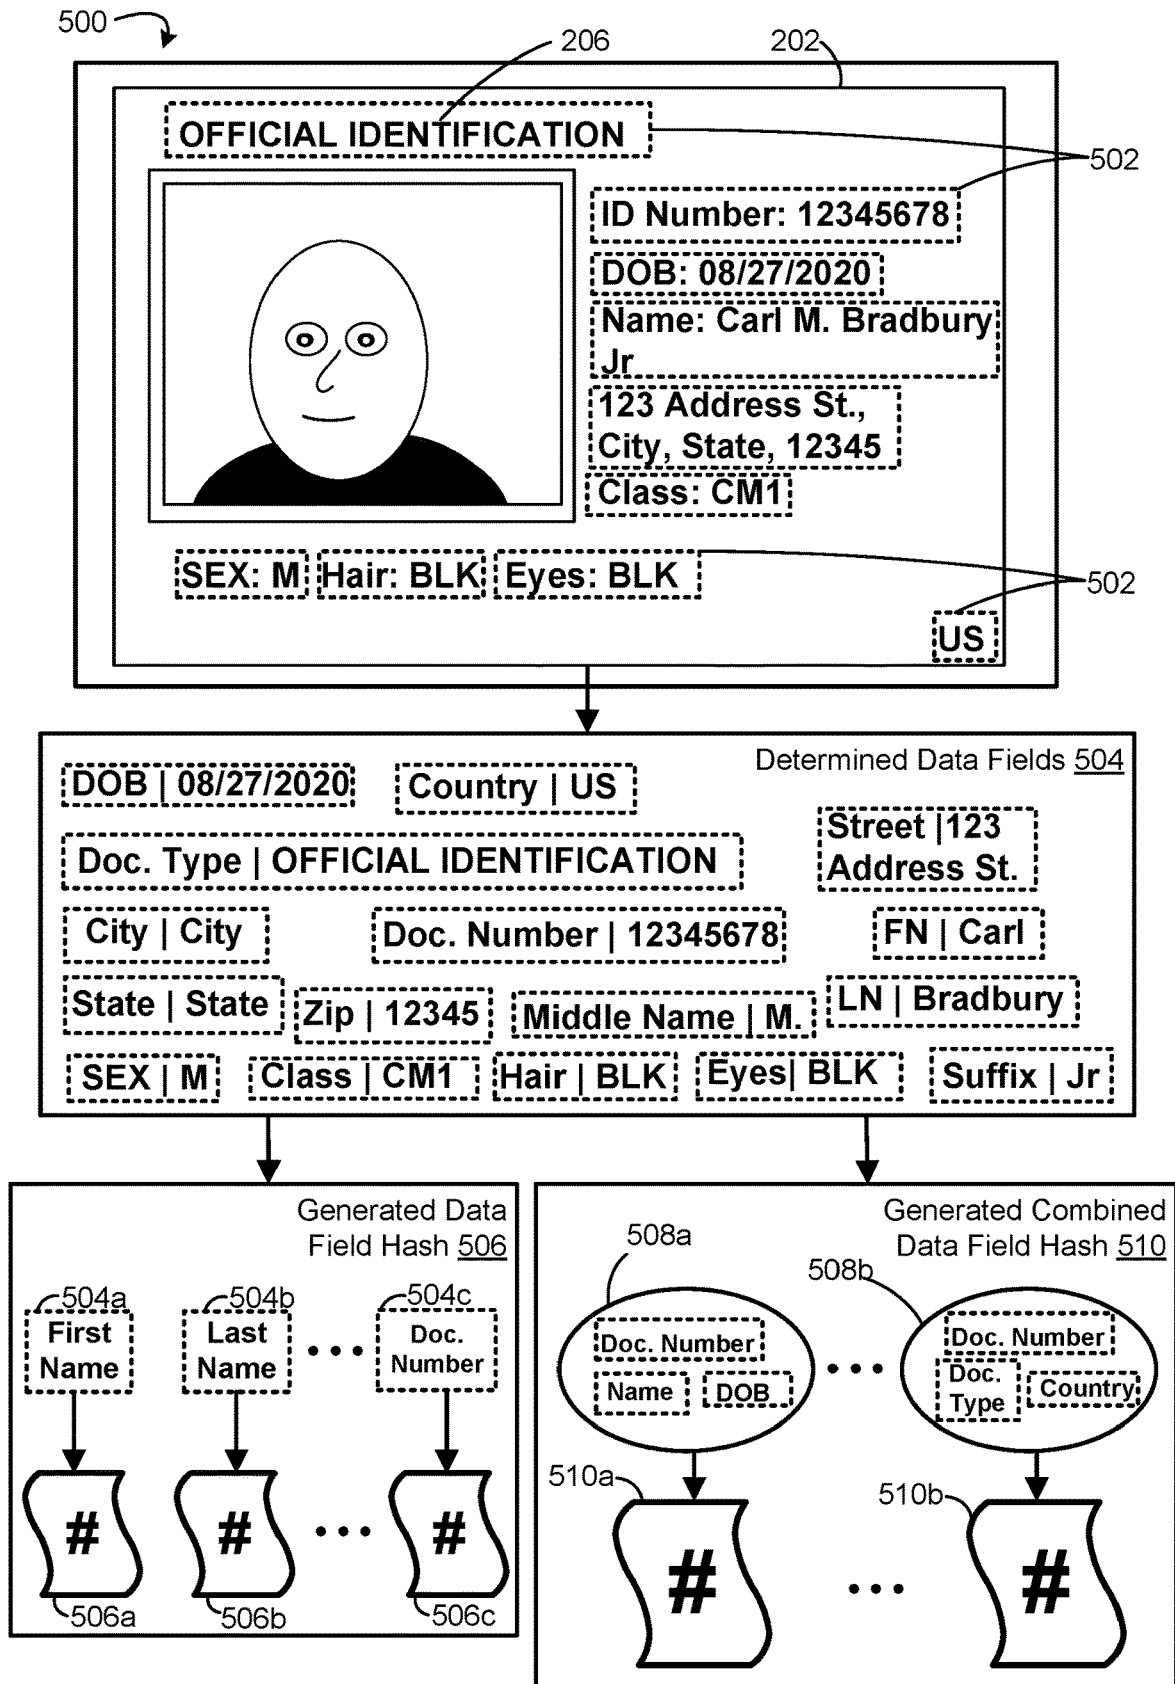 500
206
202
OFFICIAL IDENTIFICATION
502
ID Number: 12345678
DOB: 08/27/2020
Name: Carl M. Bradbury
Jr
123 Address St.,
City, State, 12345
Class: CM1
SEX: M
Hair: BLK
Eyes: BLK
502
US
Determined Data Fields 504
DOB | 08/27/2020
Country | US
Street |123
Address St.
Doc. Type | OFFICIAL IDENTIFICATION
City | City
Doc. Number | 12345678
FN | Carl
State | State
Zip | 12345
Middle Name | M.
LN | Bradbury
SEX | M
Class | CM1
Hair | BLK
Eyes| BLK
Suffix | Jr
Generated Data
Field Hash 506
504a
First
Name
504b
Last
Name
504c
Doc.
Number
#
#
#
506a
506b
506c
Generated Combined
Data Field Hash 510
508a
Doc. Number
Name
DOB
508b
Doc. Number
Doc.
Type
Country
510a
#
510b
#